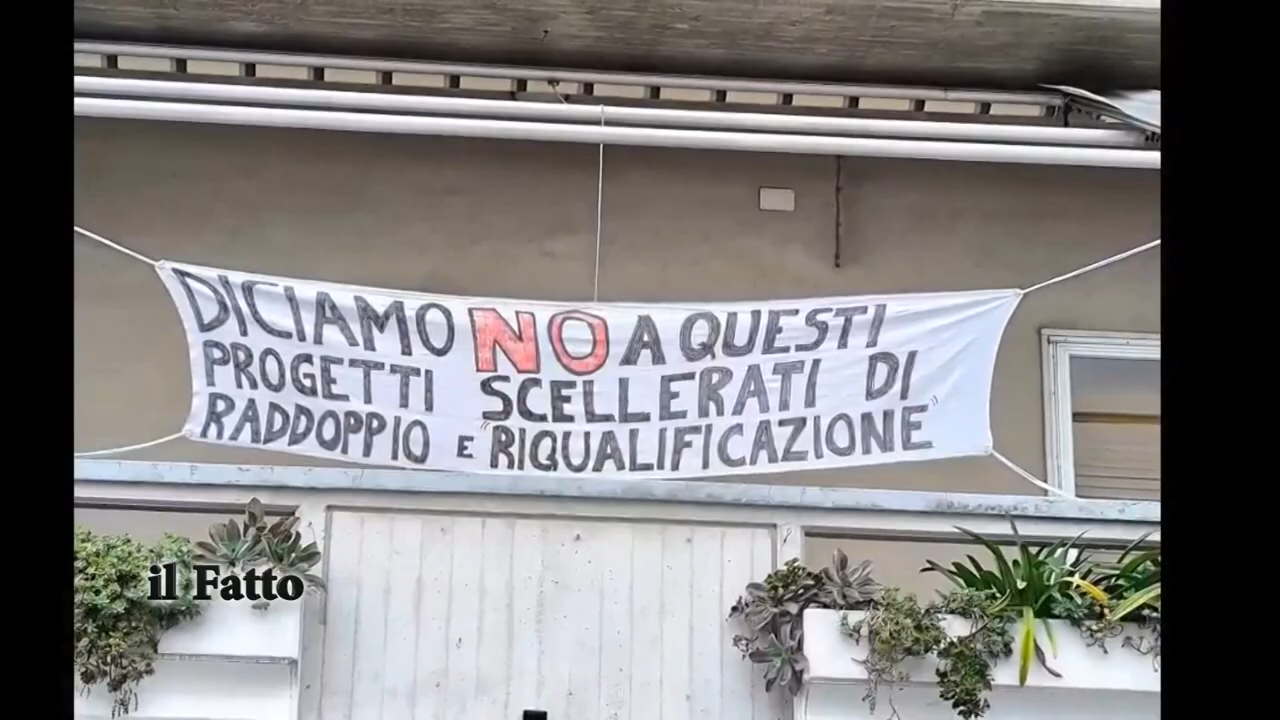 DICIAMO NO A QUESTI
PROGETTI SCELLERATI DI
RADDOPPIO E "RIQUALIFICAZIONE"
il Fatto